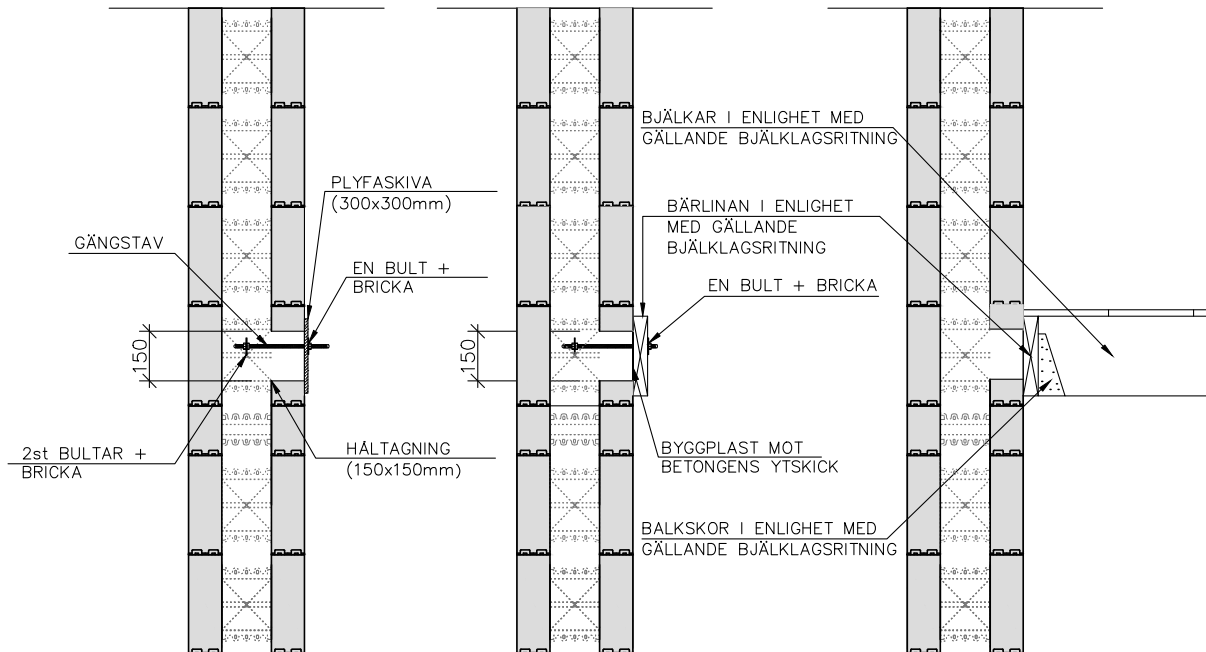 PLYFASKIVA
(300x300mm)
GÄNGSTAV
EN BULT +
BRICKA
150
2st BULTAR +
BRICKA
HÅLTAGNING
(150x150mm)
BÄRLINAN I ENLIGHET
MED GÄLLANDE
BJÄLKLAGSRITNING
EN BULT + BRICKA
150
BYGGPLAST MOT
BETONGENS YTSKICK
BJÄLKAR I ENLIGHET MED
GÄLLANDE BJÄLKLAGSRITNING
BALKSKOR I ENLIGHET MED
GÄLLANDE BJÄLKLAGSRITNING